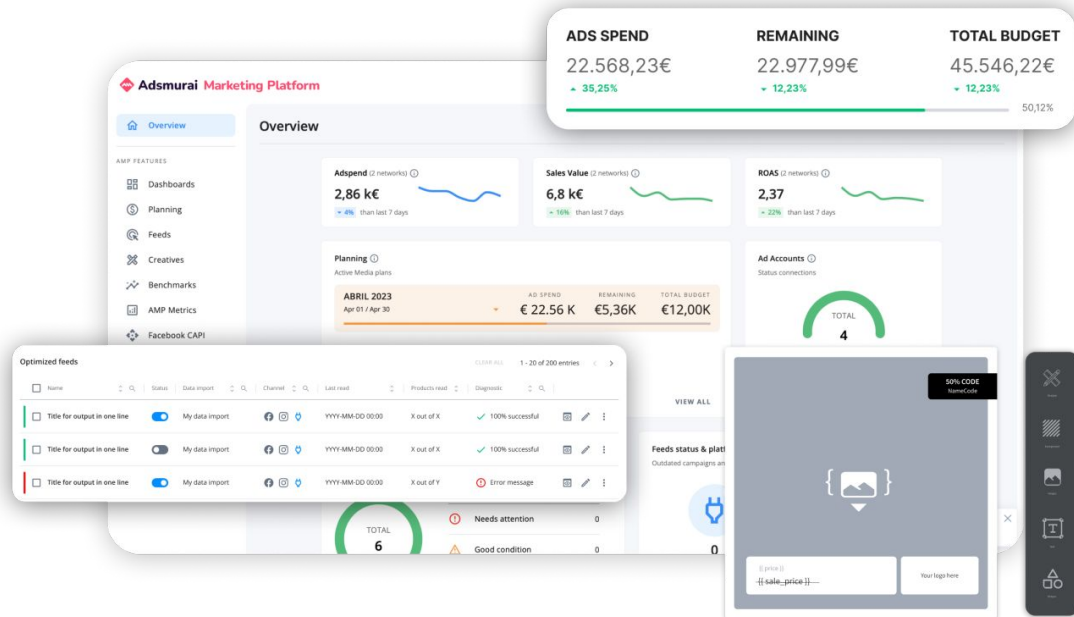 ADS SPEND
REMAINING
TOTAL BUDGET
22.568,23€
22.977,99€
45.546,22€
35,25%
12,23%
12,23%
50,12%
Adsmurai Marketing Platform
Overview
AMP FEATURES
Dashboards
Planning
Feeds
Creatives
Benchmarks
AMP Metrics
Facebook CAPI
Overview
Adspend (2 networks)
2,86 k€
4% than last 7 days
Sales Value (2 networks)
6,8 k€
16% than last 7 days
ROAS (2 networks)
2,37
22% than last 7 days
Planning
Active Media plans
ABRIL 2023
Apr 01 / Apr 30
AD SPEND
€ 22.56 K
REMAINING
€5,36K
TOTAL BUDGET
€12,00K
VIEW ALL
Ad Accounts
Status connections
TOTAL
4
Optimized feeds
CLEAR ALL
1 - 20 of 200 entries
Name Status Data import Channel Last read Products read Diagnostic
Title for output in one line My data import YYYY-MM-DD 00:00 X out of X 100% successful
Title for output in one line My data import YYYY-MM-DD 00:00 X out of X 100% successful
Title for output in one line My data import YYYY-MM-DD 00:00 X out of Y Error message
TOTAL
6
Needs attention 0
Good condition 0
Feeds status & plat
Outdated campaigns an
0
50% CODE
NameCode
{{ price }}
{{ sale_price }}
Your logo here